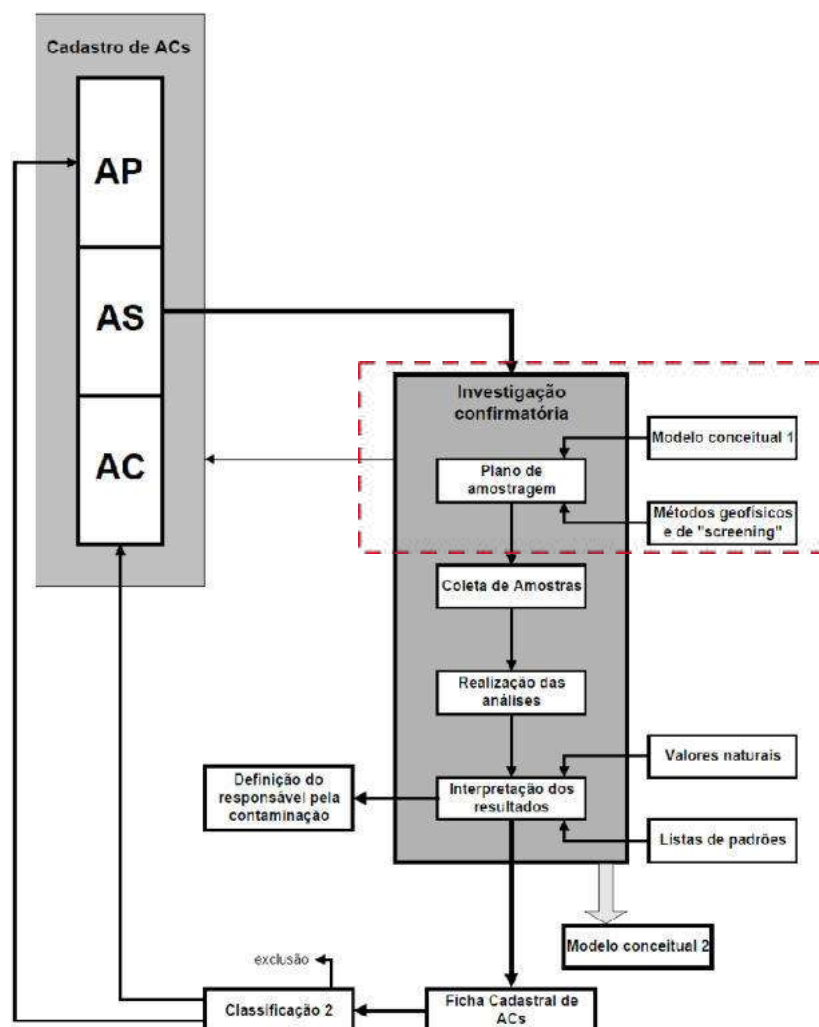 Cadastro de ACs
AP
AS
AC
Investigação
confirmatória
Modelo conceitual 1
Plano de
amostragem
Métodos geofísicos
e de "screening"
Coleta de Amostras
Realização das
análises
Valores naturais
Definição do
responsável pela
contaminação
Interpretação dos
resultados
Listas de padrões
Modelo conceitual 2
exclusão
Classificação 2
Ficha Cadastral de
ACs